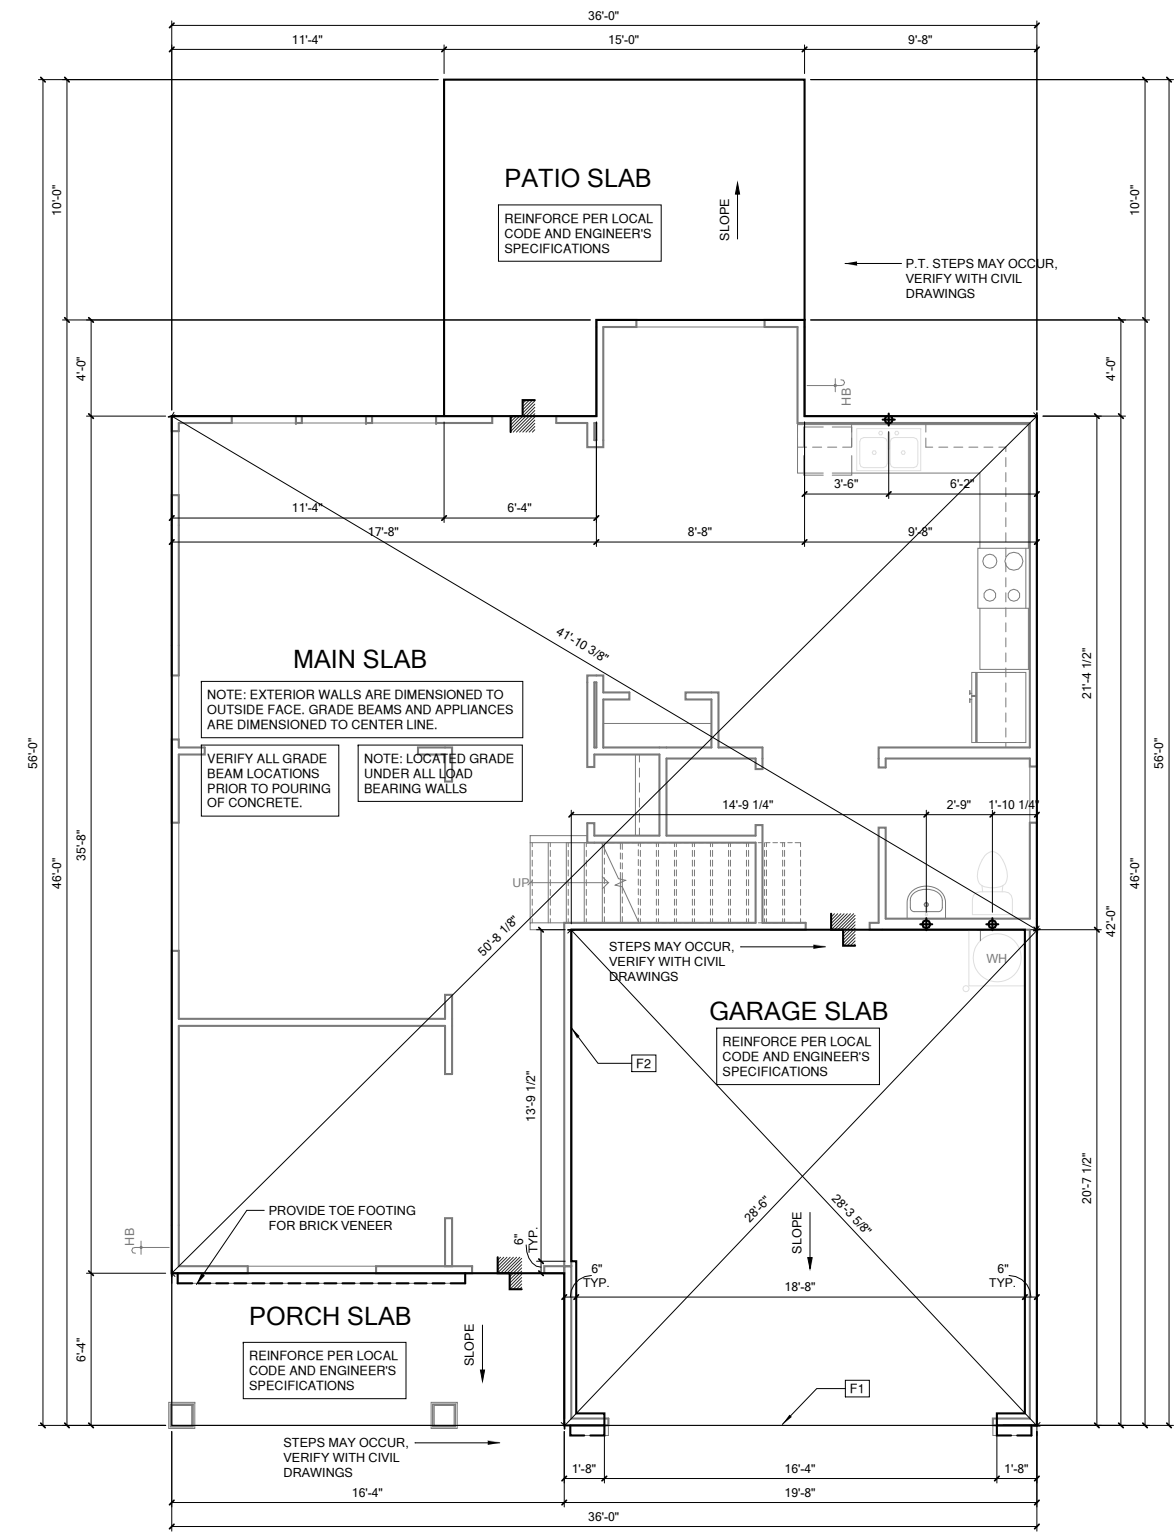 36'-0"
11'-4"
15'-0"
9'-8"
10'-0"
10'-0"
PATIO SLAB
REINFORCE PER LOCAL
CODE AND ENGINEER'S
SPECIFICATIONS
SLOPE
P.T. STEPS MAY OCCUR,
VERIFY WITH CIVIL
DRAWINGS
4'-0"
4'-0"
HB
3'-6"
6'-2"
11'-4"
6'-4"
17'-8"
8'-8"
9'-8"
41'-10 3/8"
MAIN SLAB
NOTE: EXTERIOR WALLS ARE DIMENSIONED TO
OUTSIDE FACE. GRADE BEAMS AND APPLIANCES
ARE DIMENSIONED TO CENTER LINE.
VERIFY ALL GRADE
BEAM LOCATIONS
PRIOR TO POURING
OF CONCRETE.
NOTE: LOCATED GRADE
UNDER ALL LOAD
BEARING WALLS
21'-4 1/2"
56'-0"
56'-0"
14'-9 1/4"
2'-9"
1'-10 1/4"
35'-8"
46'-0"
46'-0"
42'-0"
UP
50'-8 1/8"
STEPS MAY OCCUR,
VERIFY WITH CIVIL
DRAWINGS
WH
GARAGE SLAB
REINFORCE PER LOCAL
CODE AND ENGINEER'S
SPECIFICATIONS
F2
13'-9 1/2"
20'-7 1/2"
28'-6"
28'-3 5/8"
SLOPE
PROVIDE TOE FOOTING
FOR BRICK VENEER
HB
6"
TYP.
6"
TYP.
6"
TYP.
18'-8"
PORCH SLAB
REINFORCE PER LOCAL
CODE AND ENGINEER'S
SPECIFICATIONS
SLOPE
6'-4"
F1
STEPS MAY OCCUR,
VERIFY WITH CIVIL
DRAWINGS
1'-8"
16'-4"
1'-8"
16'-4"
19'-8"
36'-0"